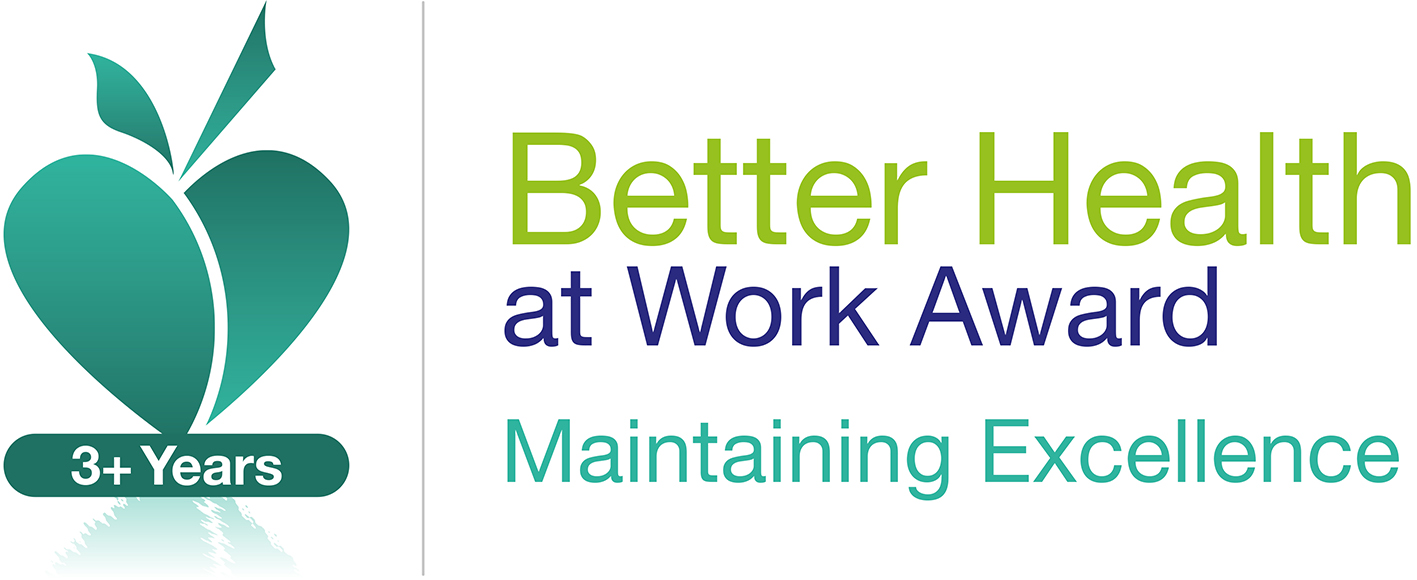 3+ Years
Better Health
at Work Award
Maintaining Excellence